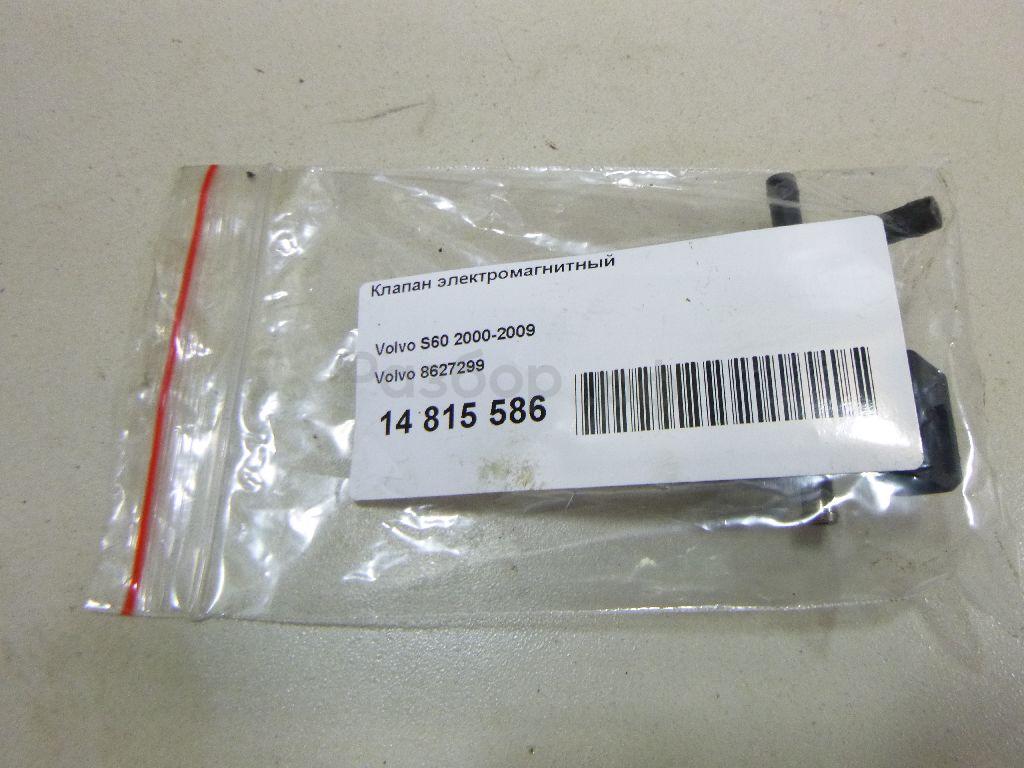 Клапан электромагнитный
Volvo S60 2000-2009
Volvo 8627299
14 815 586